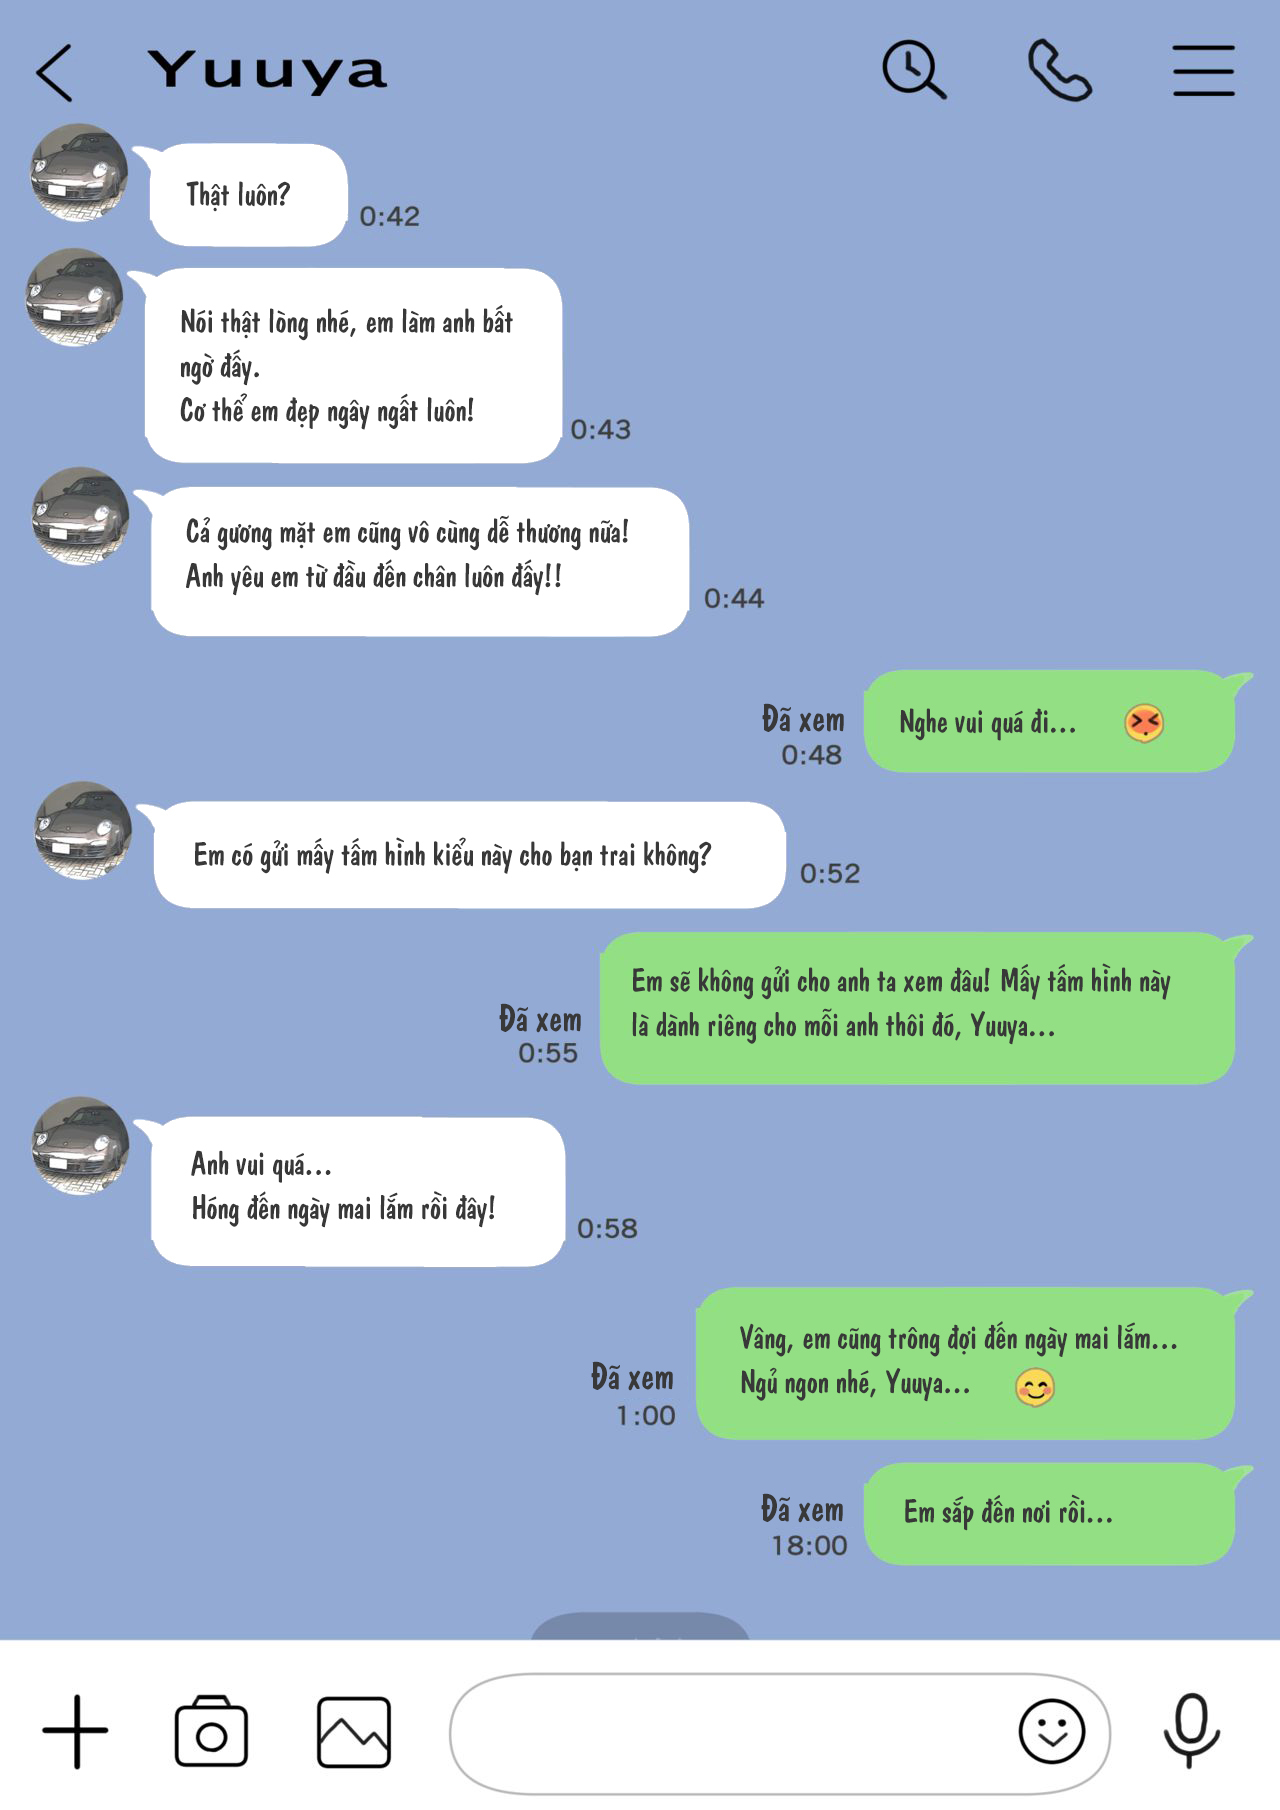 Yuuya
Thật luôn?
0:42
Nói thật lòng nhé, em làm anh bất
ngờ đấy.
Cơ thể em đẹp ngây ngất luôn!
0:43
Cả gương mặt em cũng vô cùng dễ thương nữa!
Anh yêu em từ đầu đến chân luôn đấy!!
0:44
Đã xem
0:48
Nghe vui quá đi...
Em có gửi mấy tấm hình kiểu này cho bạn trai không?
0:52
Em sẽ không gửi cho anh ta xem đâu! Mấy tấm hình này
là dành riêng cho mỗi anh thôi đó, Yuuya...
Đã xem
0:55
Anh vui quá...
Hóng đến ngày mai lắm rồi đây!
0:58
Vâng, em cũng trông đợi đến ngày mai lắm...
Ngủ ngon nhé, Yuuya...
Đã xem
1:00
Đã xem
18:00
Em sắp đến nơi rồi...